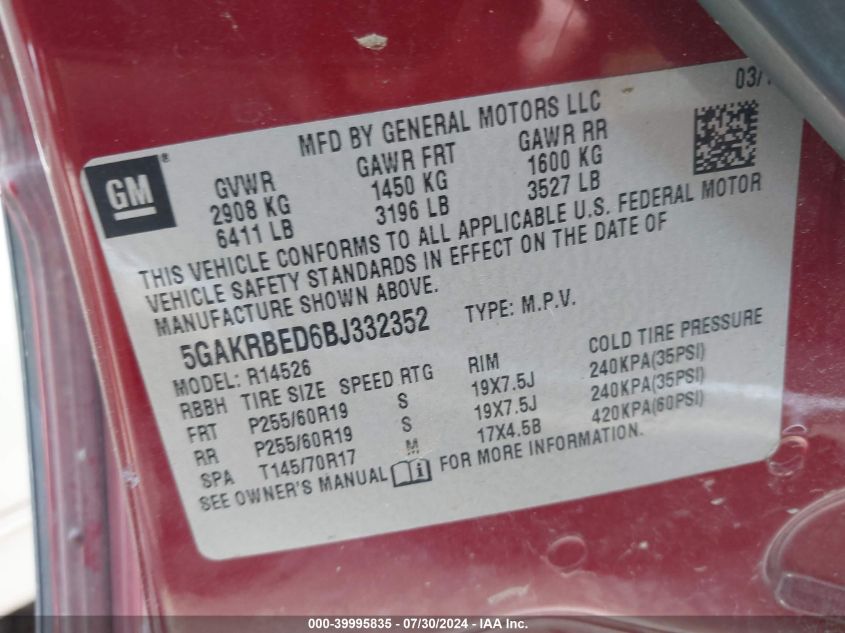 03/
MFD BY GENERAL MOTORS LLC
GM ®
GVWR GAWR FRT GAWR RR
2908 KG 1450 KG 1600 KG
6411 LB 3196 LB 3527 LB
THIS VEHICLE CONFORMS TO ALL APPLICABLE U.S. FEDERAL MOTOR
VEHICLE SAFETY STANDARDS IN EFFECT ON THE DATE OF
MANUFACTURE SHOWN ABOVE.
5GAKRBED6BJ332352 TYPE: M.P.V.
MODEL: R14526
RBBH TIRE SIZE SPEED RTG RIM COLD TIRE PRESSURE
FRT P255/60R19 S 19X7.5J 240KPA(35PSI)
RR P255/60R19 S 19X7.5J 240KPA(35PSI)
SPA T145/70R17 M 17X4.5B 420KPA(60PSI)
SEE OWNER'S MANUAL FOR MORE INFORMATION.
000-39995835 - 07/30/2024 - IAA Inc.